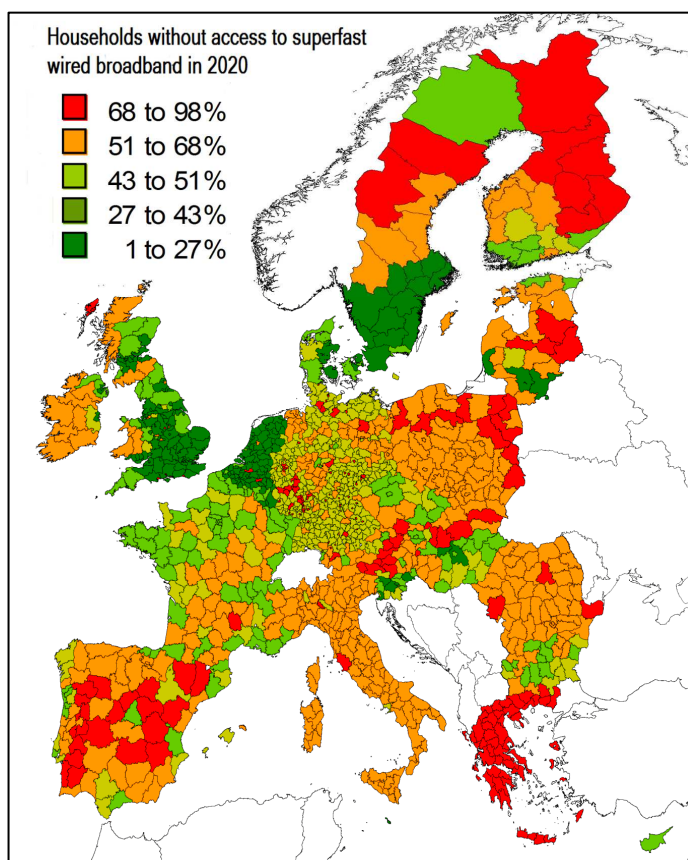 Households without access to superfast
wired broadband in 2020
68 to 98%
51 to 68%
43 to 51%
27 to 43%
1 to 27%